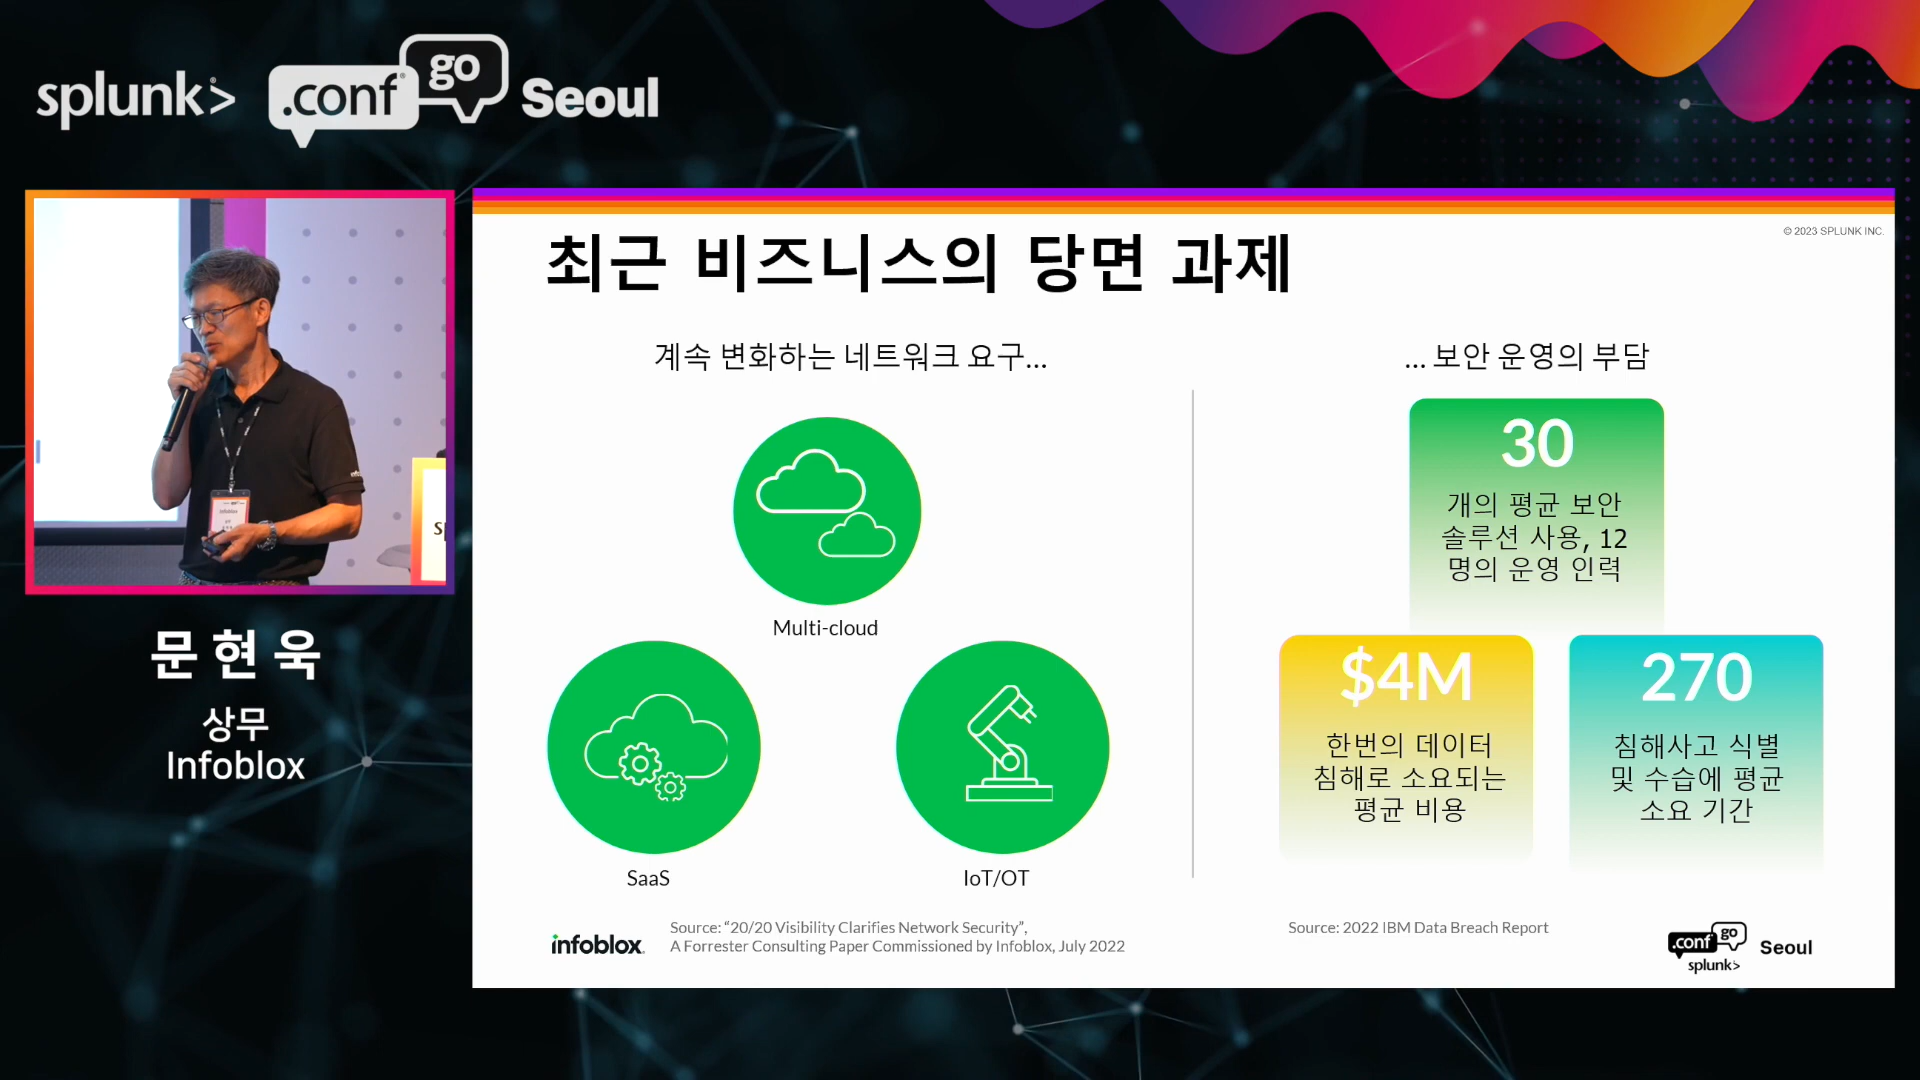 splunk>
.conf go Seoul
© 2023 SPLUNK INC.
최근 비즈니스의 당면 과제
계속 변화하는 네트워크 요구...
... 보안 운영의 부담
Multi-cloud
SaaS
IoT/OT
30
개의 평균 보안
솔루션 사용, 12
명의 운영 인력
$4M
한번의 데이터
침해로 소요되는
평균 비용
270
침해사고 식별
및 수습에 평균
소요 기간
infoblox.
Source: “20/20 Visibility Clarifies Network Security”,
A Forrester Consulting Paper Commissioned by Infoblox, July 2022
Source: 2022 IBM Data Breach Report
.conf go Seoul
splunk>
문 현 욱
상무
Infoblox
infoblox